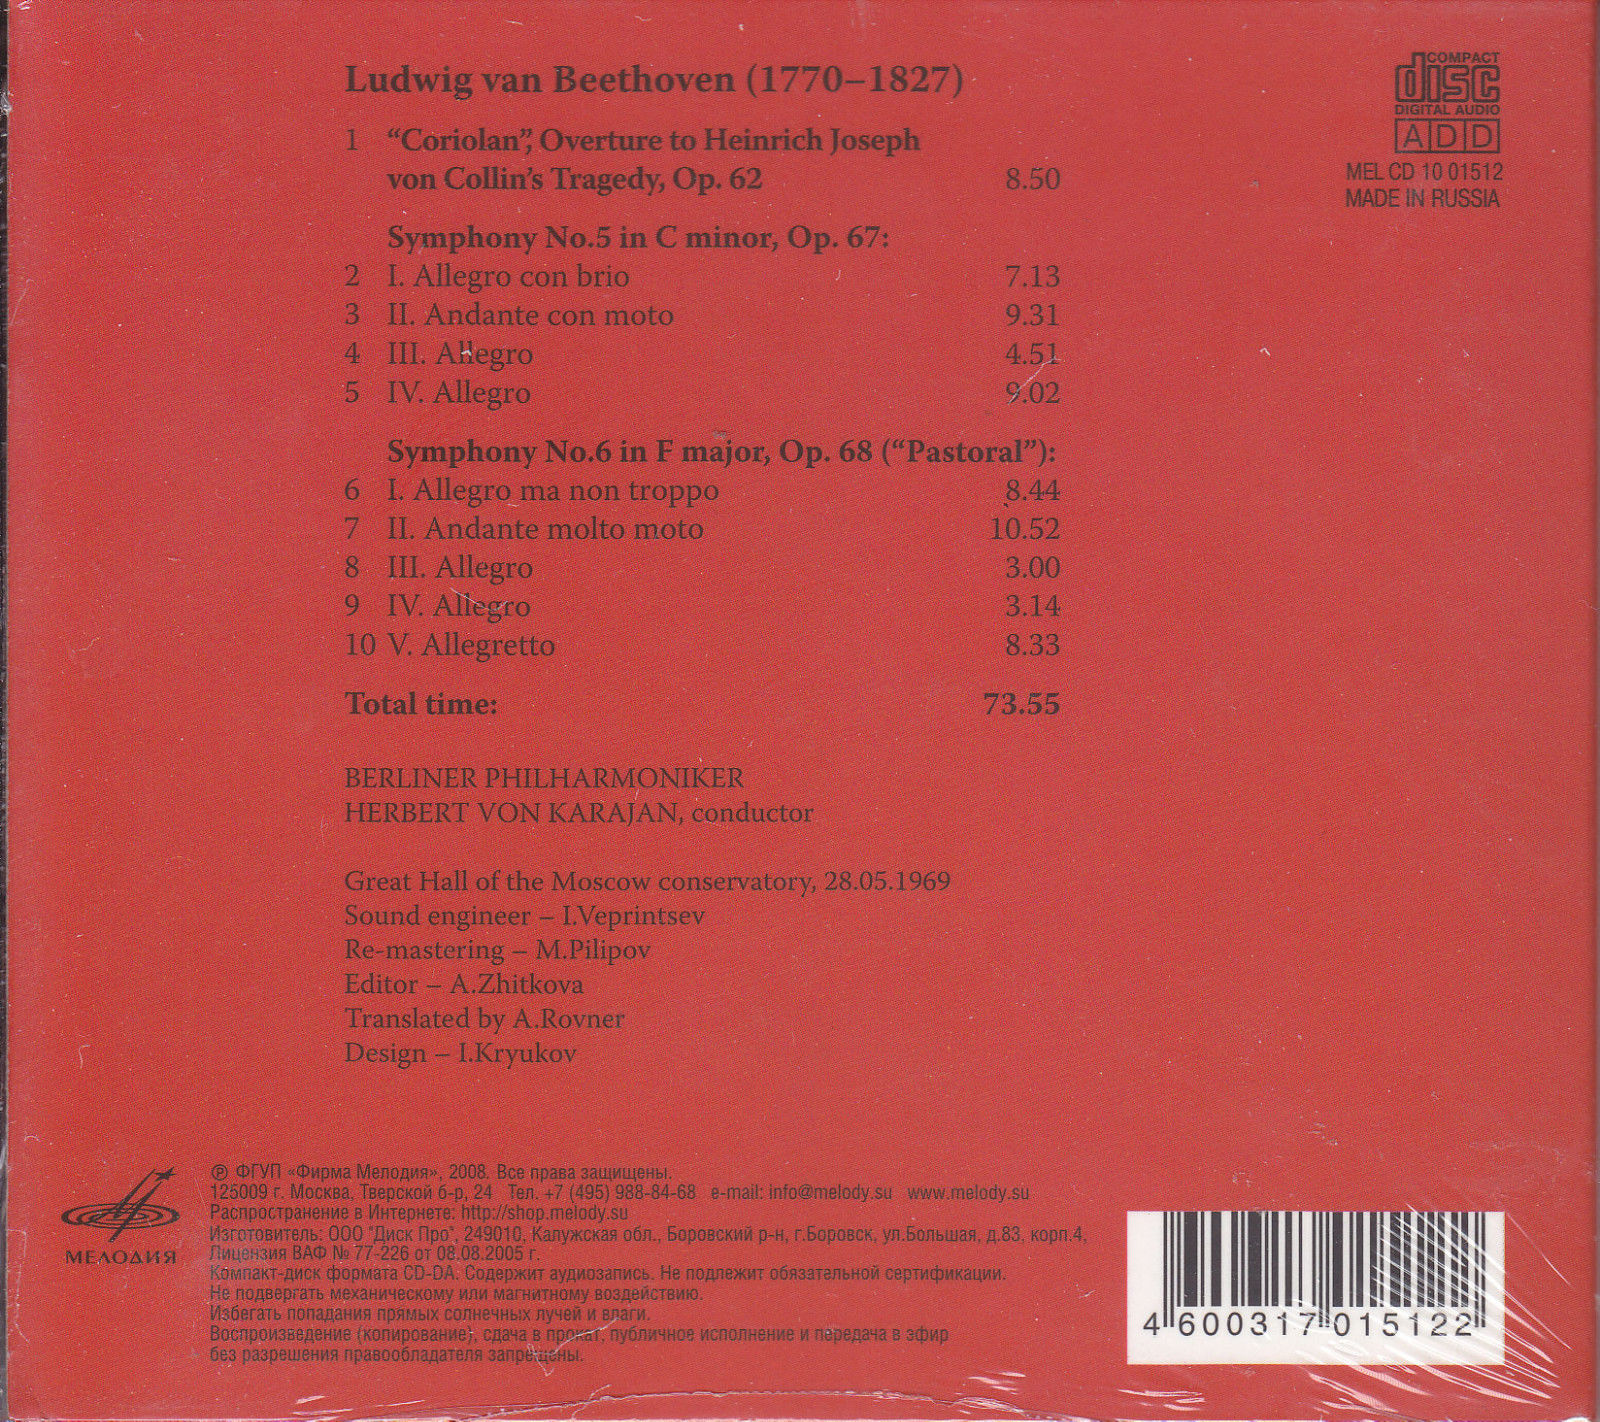 Ludwig van Beethoven (1770–1827)
1 “Coriolan”, Overture to Heinrich Joseph
von Collin’s Tragedy, Op. 62 8.50
Symphony No.5 in C minor, Op. 67:
2 I. Allegro con brio 7.13
3 II. Andante con moto 9.31
4 III. Allegro 4.51
5 IV. Allegro 9.02
Symphony No.6 in F major, Op. 68 (“Pastoral”):
6 I. Allegro ma non troppo 8.44
7 II. Andante molto moto 10.52
8 III. Allegro 3.00
9 IV. Allegro 3.14
10 V. Allegretto 8.33
Total time: 73.55
BERLINER PHILHARMONIKER
HERBERT VON KARAJAN, conductor
Great Hall of the Moscow conservatory, 28.05.1969
Sound engineer – I.Veprintsev
Re-mastering – M.Pilipov
Editor – A.Zhitkova
Translated by A.Rovner
Design – I.Kryukov
COMPACT
disc
DIGITAL AUDIO
ADD
MEL CD 10 01512
MADE IN RUSSIA
МЕЛОДИЯ
℗ ФГУП «Фирма Мелодия», 2008. Все права защищены.
125009 г. Москва, Тверской б-р, 24 Тел. +7 (495) 988-84-68 e-mail: info@melody.su www.melody.su
Распространение в Интернете: http://shop.melody.su
Изготовитель: ООО "Диск Про", 249010, Калужская обл., Боровский р-н, г.Боровск, ул.Большая, д.83, корп.4,
Лицензия ВАФ № 77-226 от 08.08.2005 г.
Компакт-диск формата CD-DA. Содержит аудиозапись. Не подлежит обязательной сертификации.
Не подвергать механическому или магнитному воздействию.
Избегать попадания прямых солнечных лучей и влаги.
Воспроизведение (копирование), сдача в прокат, публичное исполнение и передача в эфир
без разрешения правообладателя запрещены.
4 600317 015122